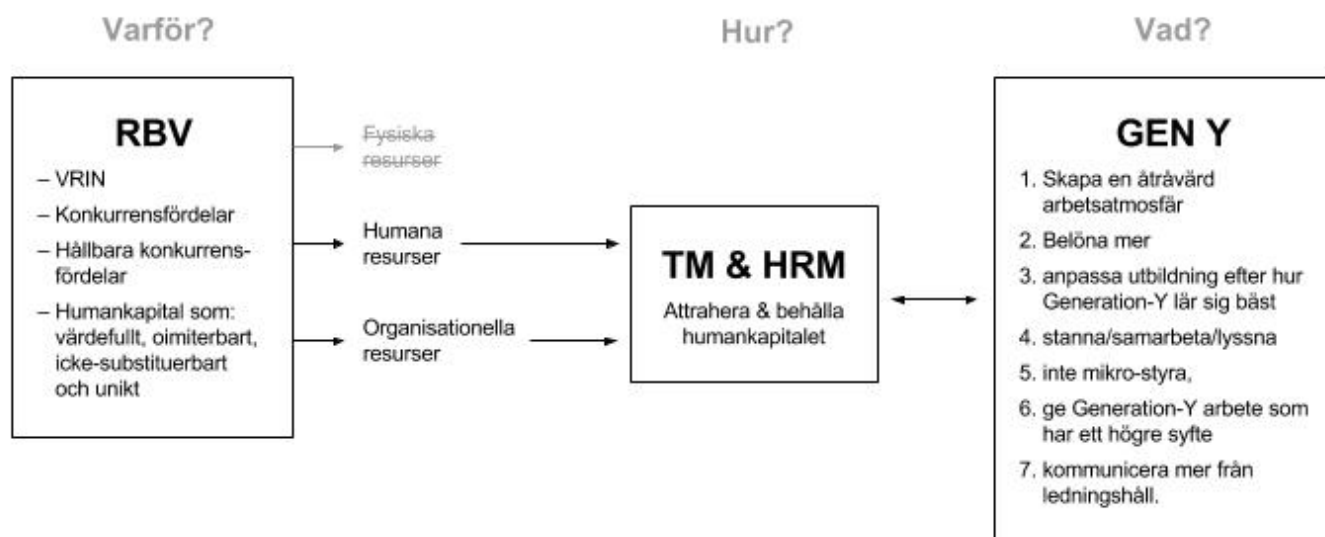 Varför?
Hur?
Vad?
RBV
– VRIN
– Konkurrensfördelar
– Hållbara konkurrens-
fördelar
– Humankapital som:
värdefullt, oimiterbart,
icke-substituerbart
och unikt
Fysiska
resurser
Humana
resurser
Organisationella
resurser
TM & HRM
Attrahera & behålla
humankapitalet
GEN Y
1. Skapa en åtråvärd
arbetsatmosfär
2. Belöna mer
3. anpassa utbildning efter hur
Generation-Y lär sig bäst
4. stanna/samarbeta/lyssna
5. inte mikro-styra,
6. ge Generation-Y arbete som
har ett högre syfte
7. kommunicera mer från
ledningshåll.